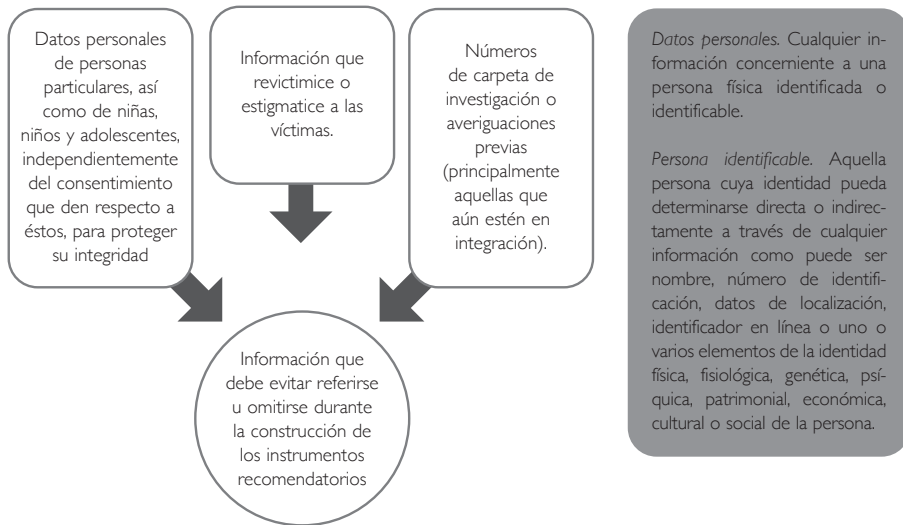 Datos personales
de personas
particulares, así
como de niñas,
niños y adolescentes,
independientemente
del consentimiento
que den respecto a
éstos, para proteger
su integridad
Información que
revictimice o
estigmatice a las
víctimas.
Números
de carpeta de
investigación o
averiguaciones
previas
(principalmente
aquellas que
aún estén en
integración).
Información que
debe evitar referirse
u omitirse durante
la construcción de
los instrumentos
recomendatorios
Datos personales. Cualquier in-
formación concerniente a una
persona física identificada o
identificable.
Persona identificable. Aquella
persona cuya identidad pueda
determinarse directa o indirec-
tamente a través de cualquier
información como puede ser
nombre, número de identifi-
cación, datos de localización,
identificador en línea o uno o
varios elementos de la identidad
física, fisiológica, genética, psí-
quica, patrimonial, económica,
cultural o social de la persona.